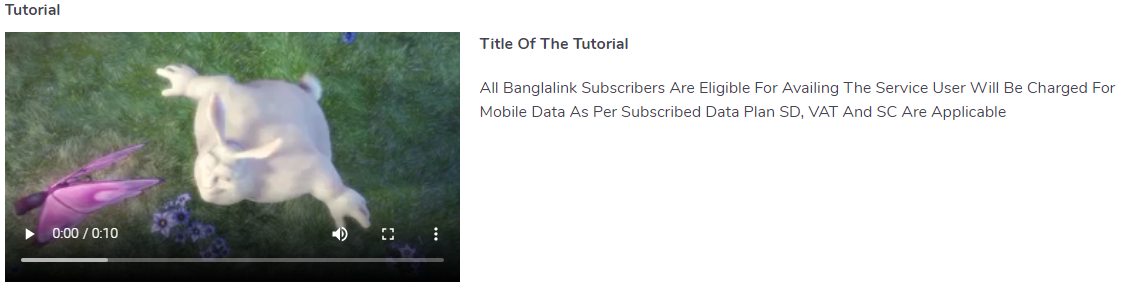 Tutorial
Title Of The Tutorial
All Banglalink Subscribers Are Eligible For Availing The Service User Will Be Charged For
Mobile Data As Per Subscribed Data Plan SD, VAT And SC Are Applicable
0:00 / 0:10